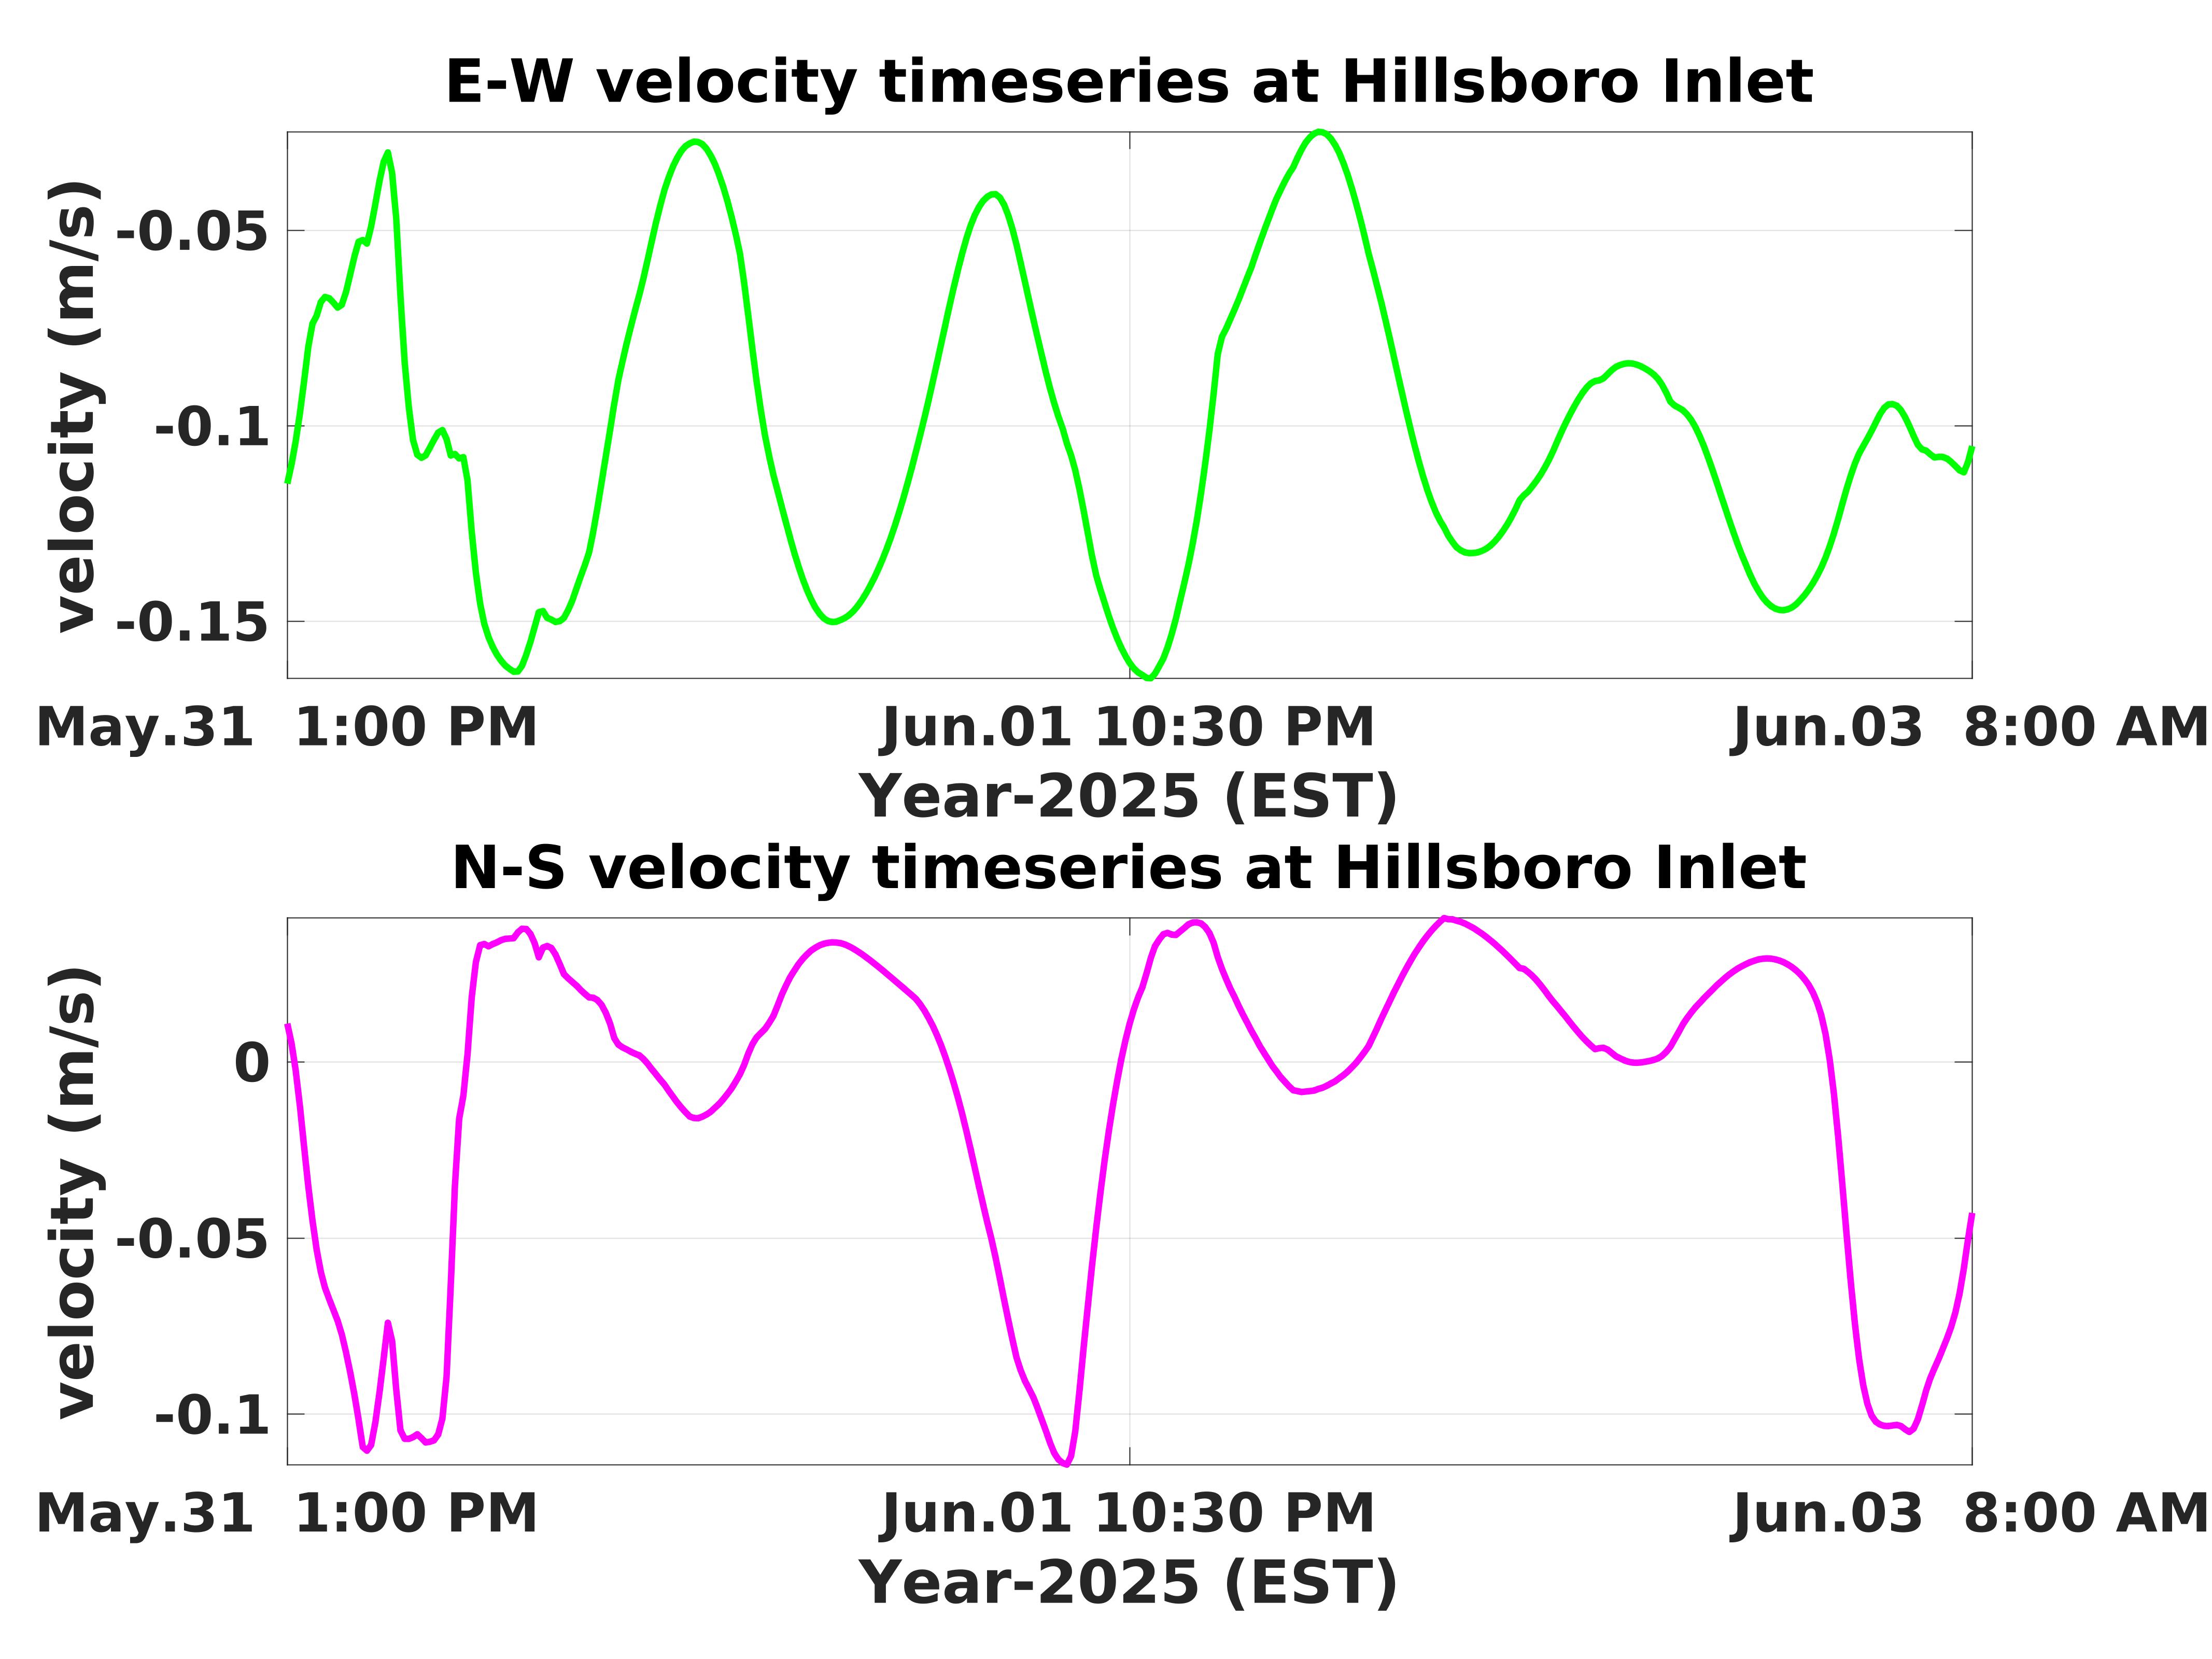 E-W velocity timeseries at Hillsboro Inlet
velocity (m/s)
-0.05
-0.1
-0.15
May.31 1:00 PM Jun.01 10:30 PM Jun.03 8:00 AM
Year-2025 (EST)
N-S velocity timeseries at Hillsboro Inlet
velocity (m/s)
0
-0.05
-0.1
May.31 1:00 PM Jun.01 10:30 PM Jun.03 8:00 AM
Year-2025 (EST)